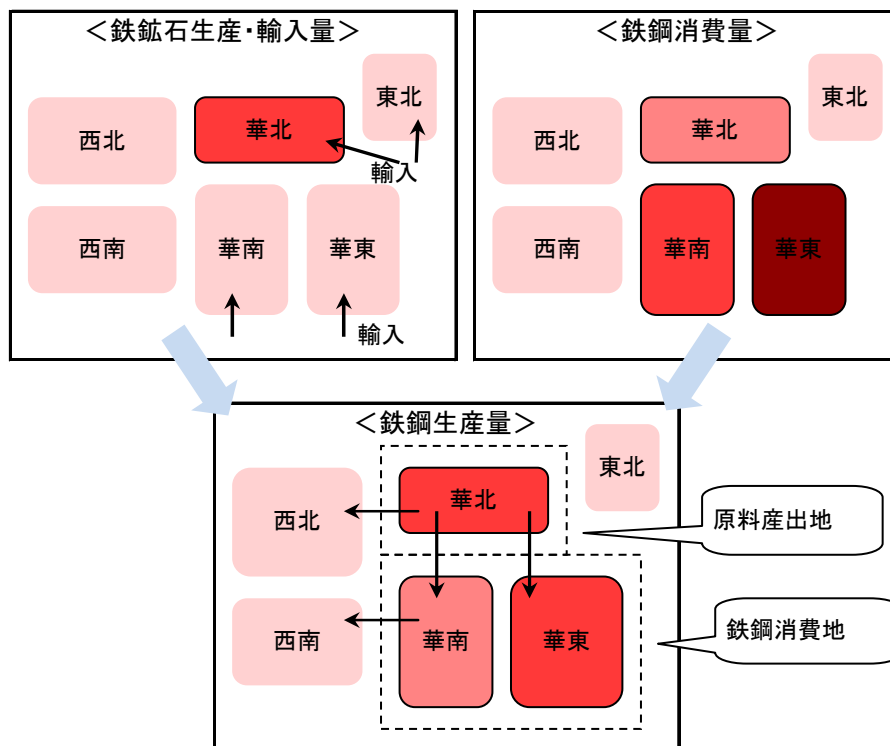 ＜鉄鉱石生産・輸入量＞
東北
華北
西北
輸入
西南
華南
華東
輸入
＜鉄鋼消費量＞
東北
華北
西北
西南
華南
華東
＜鉄鋼生産量＞
東北
華北
西北
原料産出地
西南
華南
華東
鉄鋼消費地